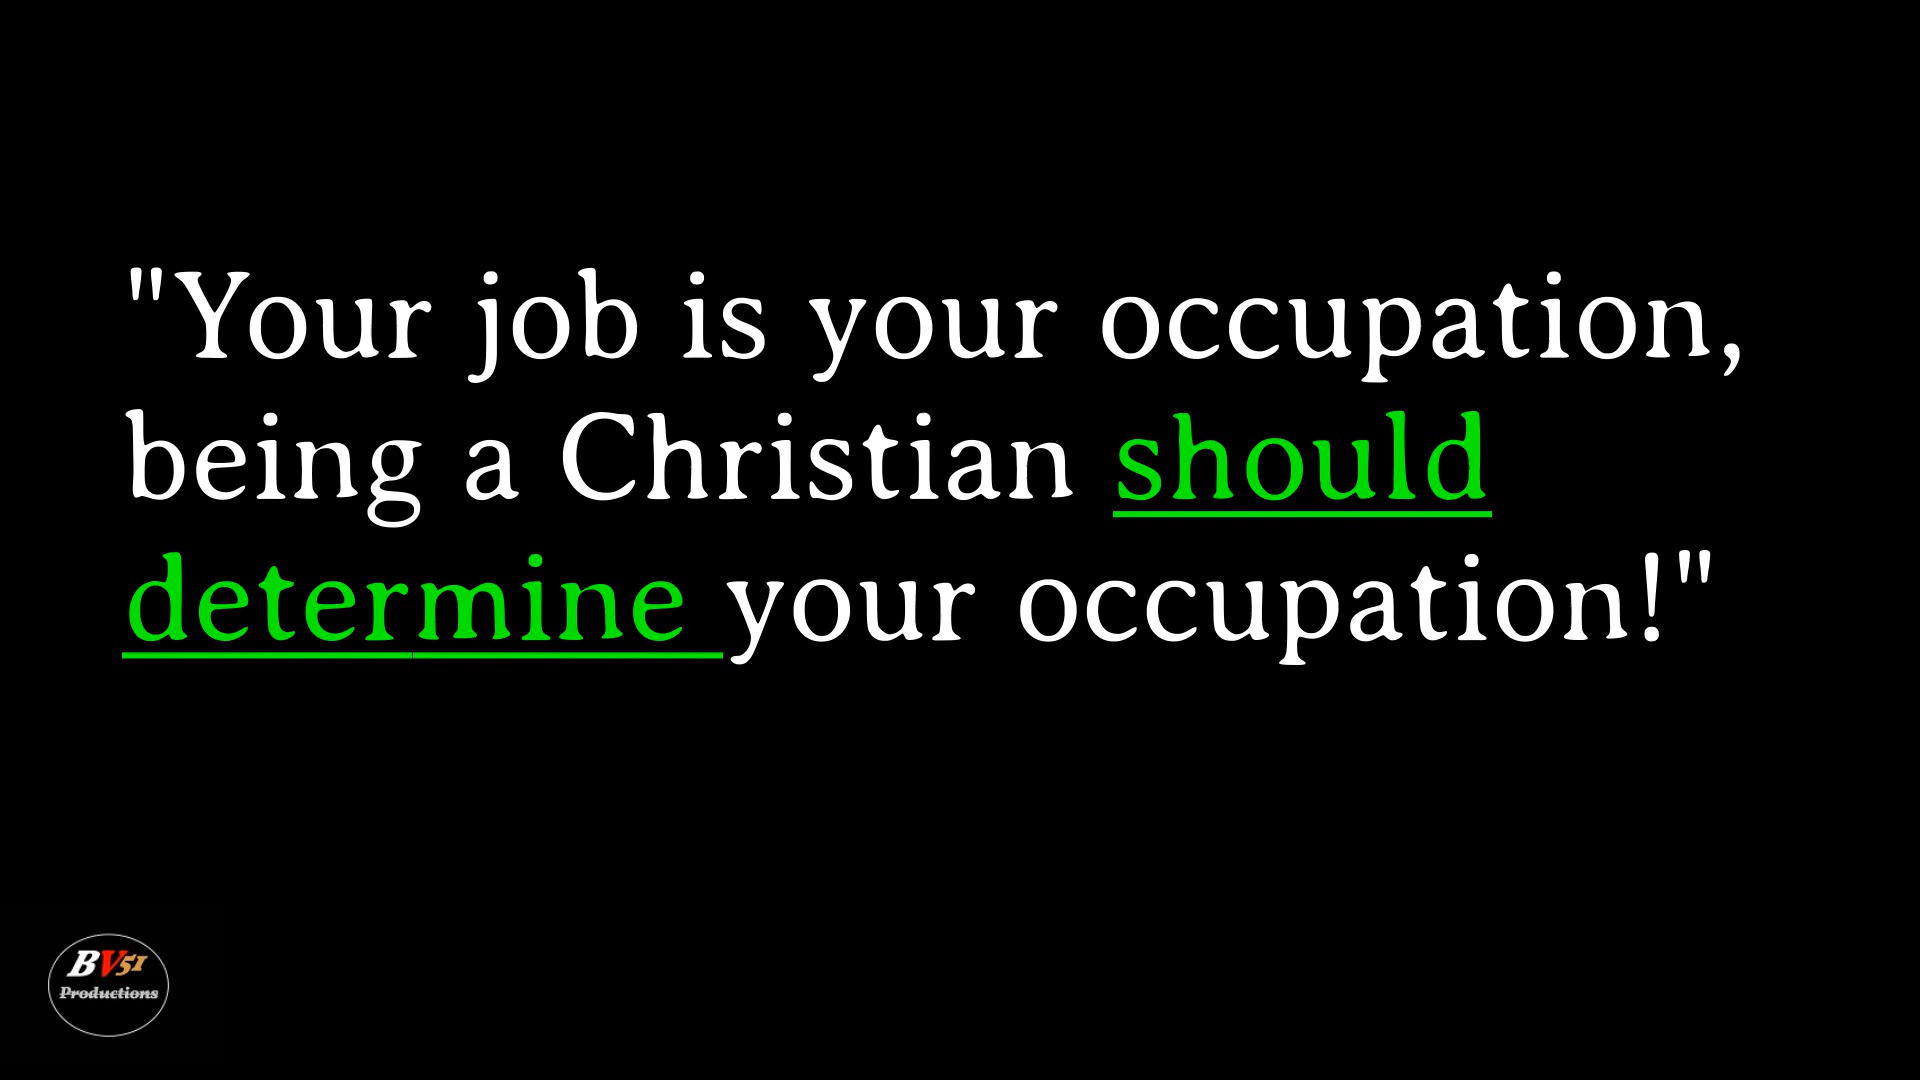 "Your job is your occupation,
being a Christian should
determine your occupation!"
BV51
Productions